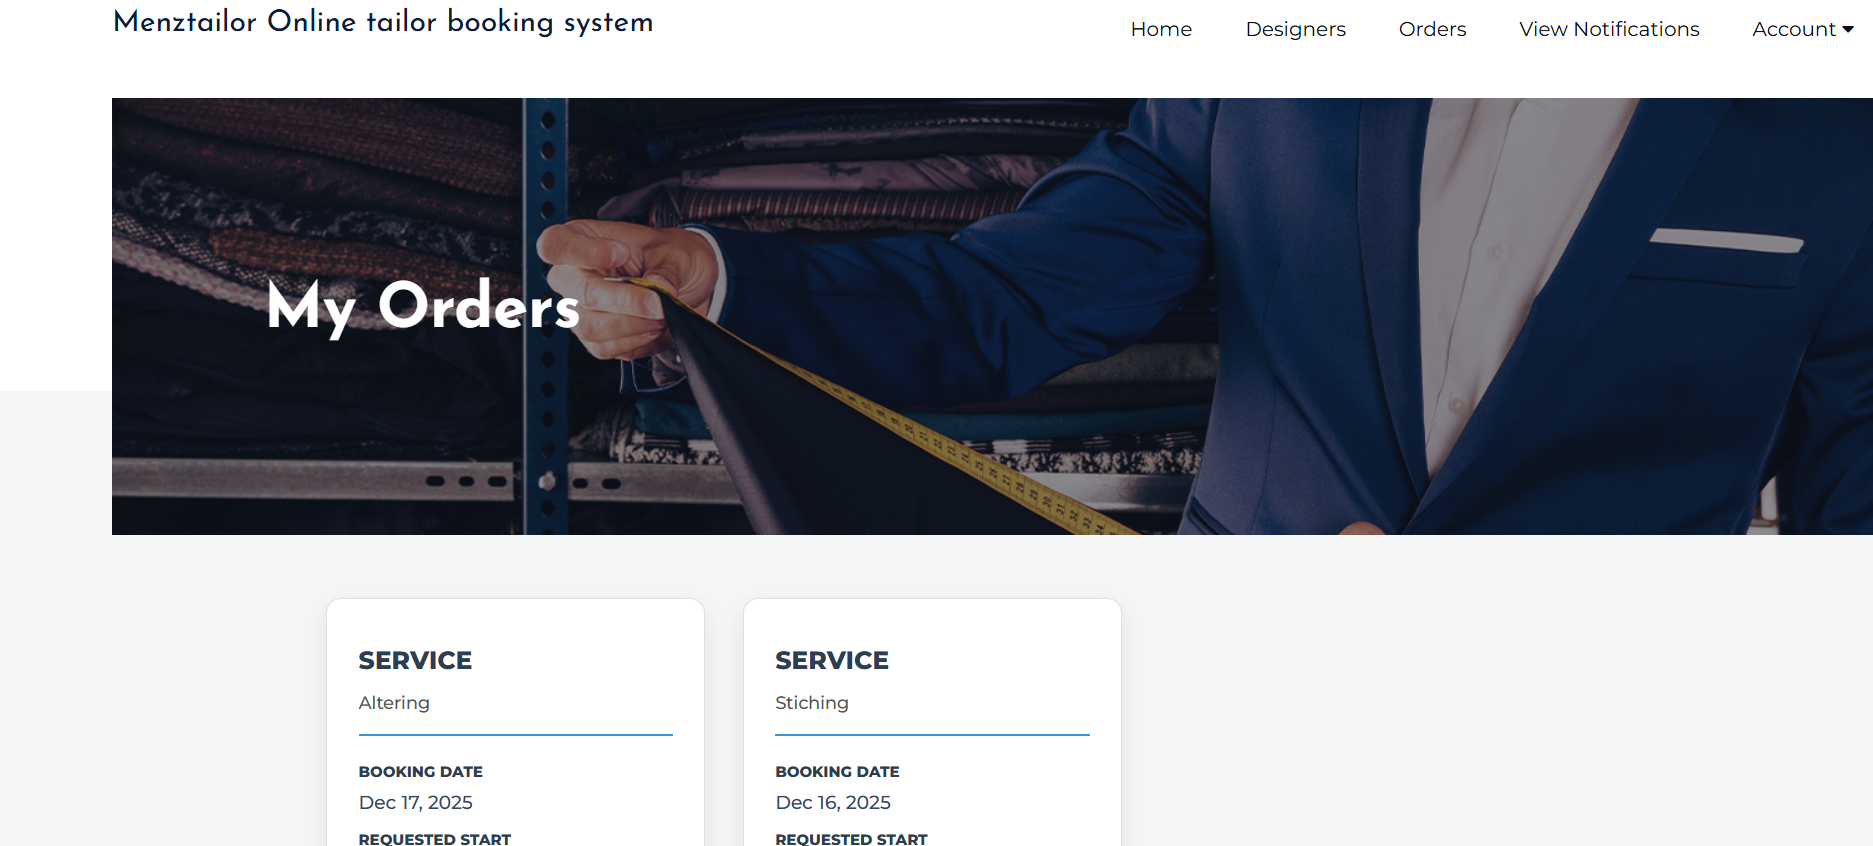 Menztailor Online tailor booking system
Home Designers Orders View Notifications Account
My Orders
SERVICE
Altering
BOOKING DATE
Dec 17, 2025
REQUESTED START
SERVICE
Stiching
BOOKING DATE
Dec 16, 2025
REQUESTED START